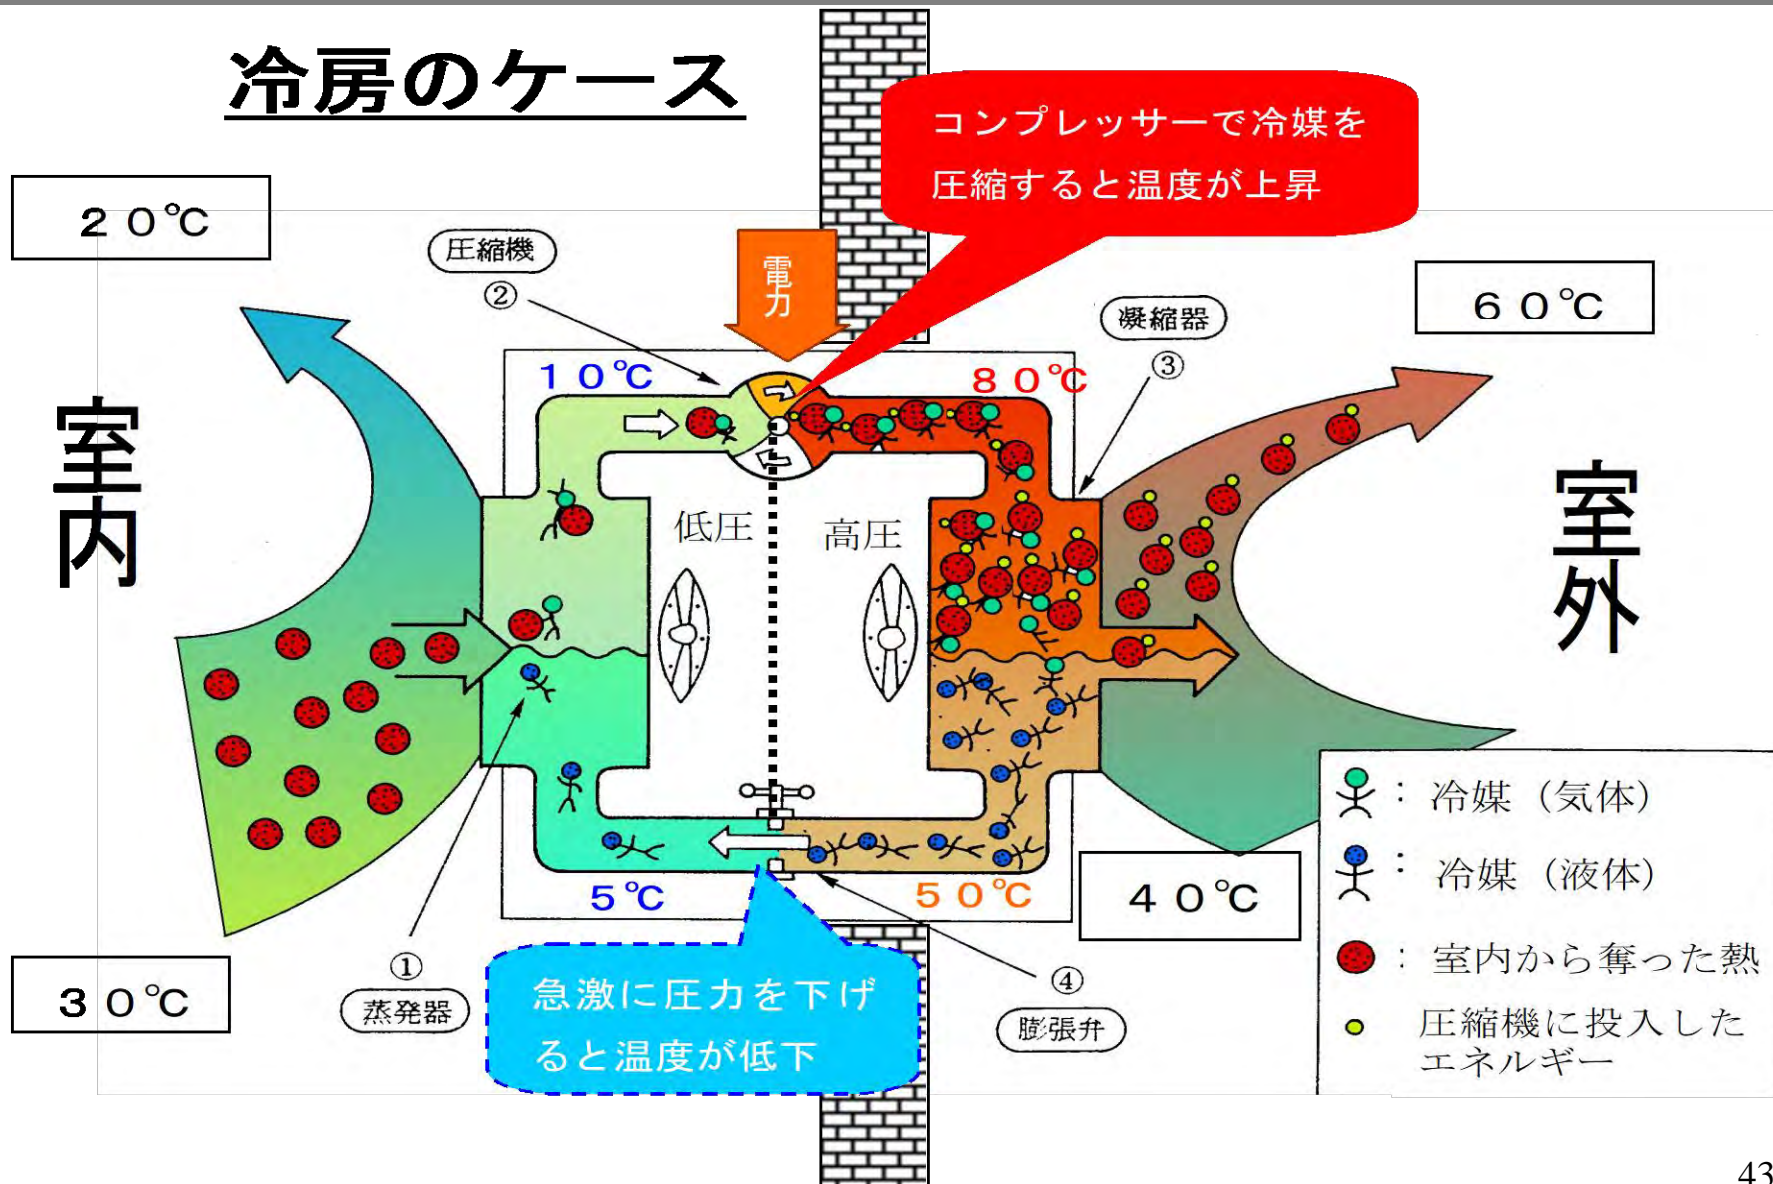 冷房のケース
コンプレッサーで冷媒を
圧縮すると温度が上昇
20℃
圧縮機
②
電力
凝縮器
③
60℃
10℃
80℃
室内
低圧
高圧
室外
5℃
50℃
40℃
30℃
①
蒸発器
急激に圧力を下げ
ると温度が低下
④
膨張弁
：冷媒（気体）
：冷媒（液体）
：室内から奪った熱
圧縮機に投入した
エネルギー
43